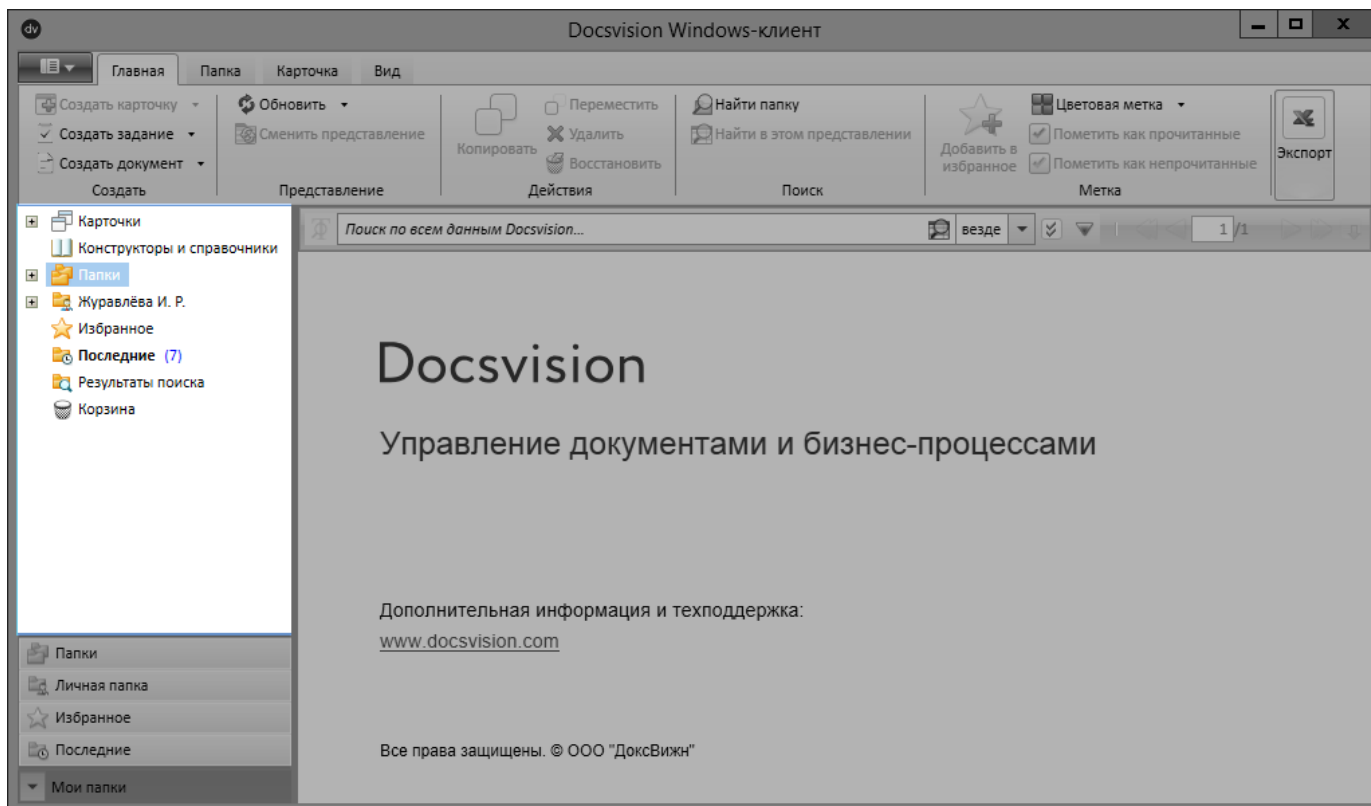 dv
Docsvision Windows-клиент
Главная Папка Карточка Вид
Создать карточку
Создать задание
Создать документ
Создать
Обновить
Сменить представление
Представление
Копировать
Переместить
Удалить
Восстановить
Действия
Найти папку
Найти в этом представлении
Поиск
Добавить в
избранное
Цветовая метка
Пометить как прочитанные
Пометить как непрочитанные
Метка
Экспорт
Карточки
Конструкторы и справочники
Папки
Журавлёва И. Р.
Избранное
Последние (7)
Результаты поиска
Корзина
Папки
Личная папка
Избранное
Последние
Мои папки
Поиск по всем данным Docsvision... везде 1 /1
Docsvision
Управление документами и бизнес-процессами
Дополнительная информация и техподдержка:
www.docsvision.com
Все права защищены. © ООО "ДоксВижн"